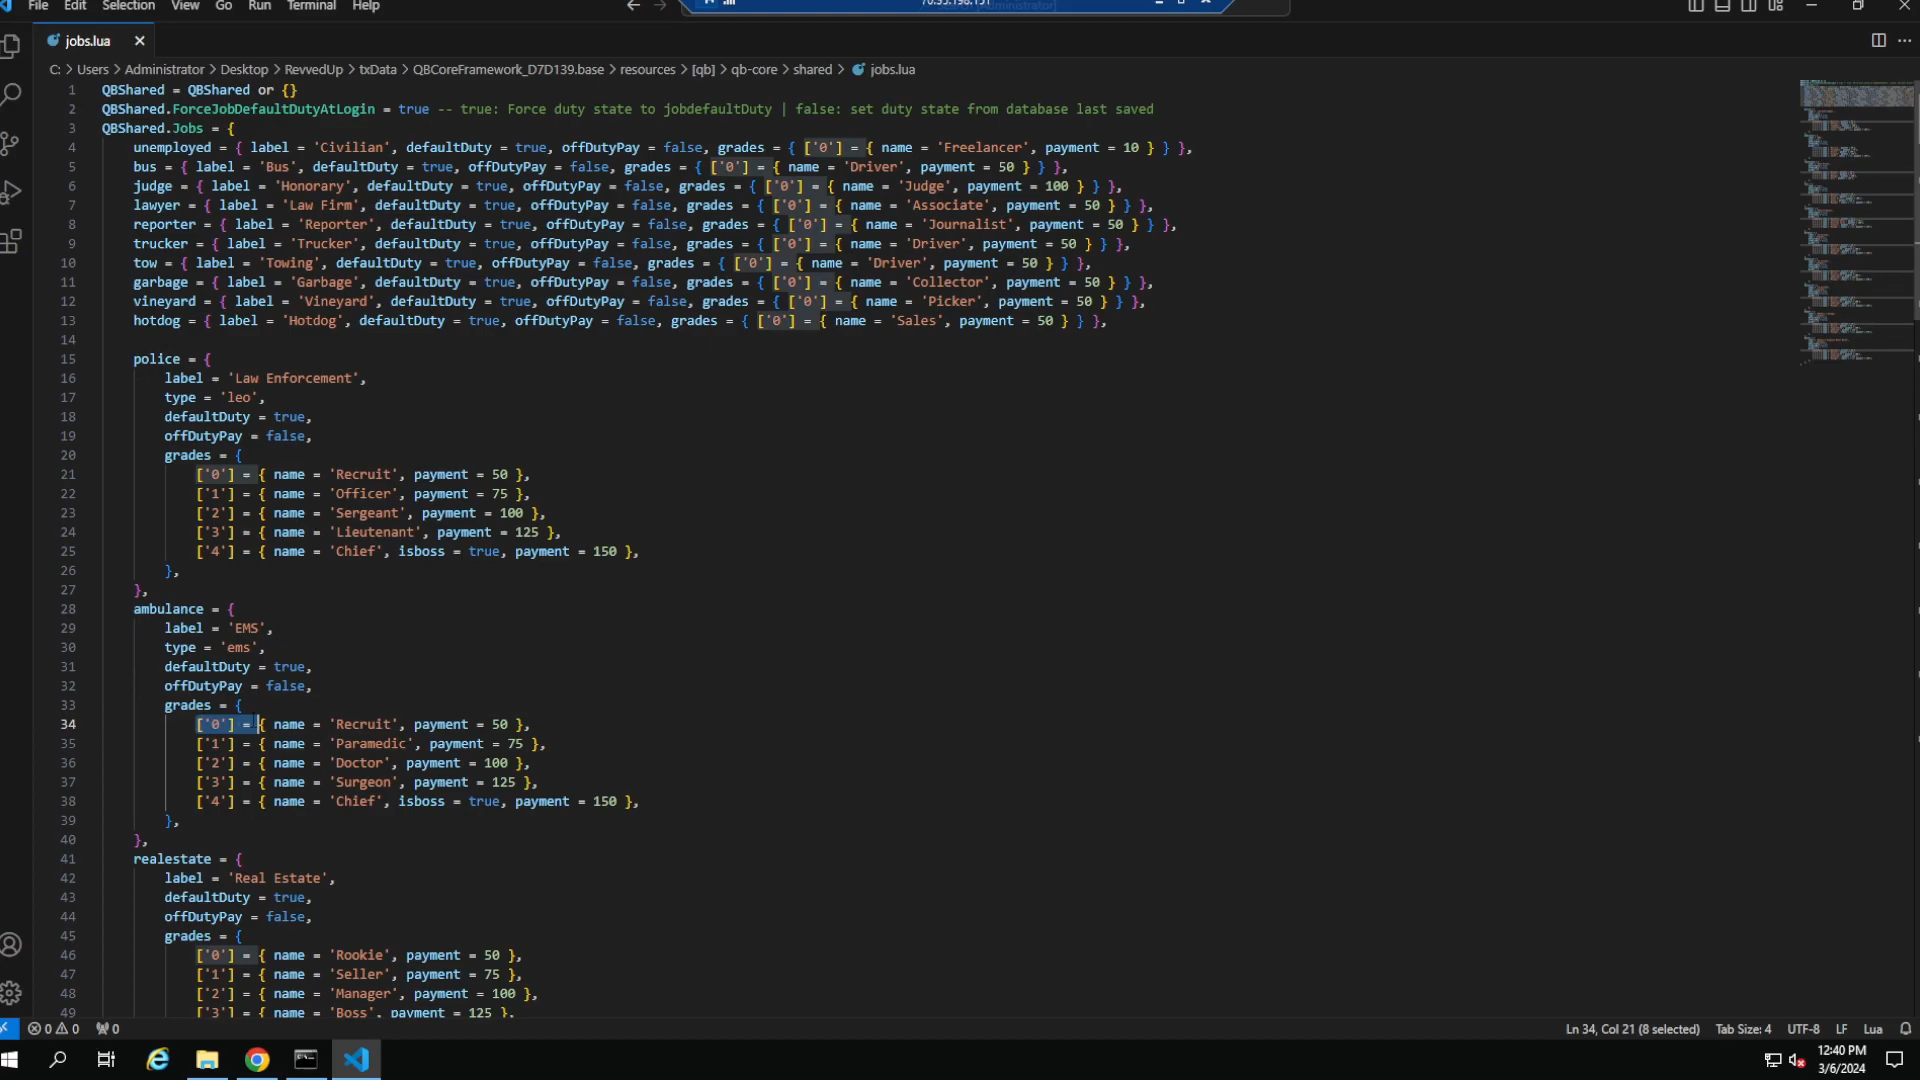 File Edit Selection View Go Run Terminal Help
70.35.198.151
jobs.lua
C: > Users > Administrator > Desktop > RevvedUp > txData > QBCoreFramework_D7D139.base > resources > [qb] > qb-core > shared > jobs.lua
1 QBShared = QBShared or {}
2 QBShared.ForceJobDefaultDutyAtLogin = true -- true: Force duty state to jobdefaultDuty | false: set duty state from database last saved
3 QBShared.Jobs = {
4 unemployed = { label = 'Civilian', defaultDuty = true, offDutyPay = false, grades = { ['0'] = { name = 'Freelancer', payment = 10 } } },
5 bus = { label = 'Bus', defaultDuty = true, offDutyPay = false, grades = { ['0'] = { name = 'Driver', payment = 50 } } },
6 judge = { label = 'Honorary', defaultDuty = true, offDutyPay = false, grades = { ['0'] = { name = 'Judge', payment = 100 } } },
7 lawyer = { label = 'Law Firm', defaultDuty = true, offDutyPay = false, grades = { ['0'] = { name = 'Associate', payment = 50 } } },
8 reporter = { label = 'Reporter', defaultDuty = true, offDutyPay = false, grades = { ['0'] = { name = 'Journalist', payment = 50 } } },
9 trucker = { label = 'Trucker', defaultDuty = true, offDutyPay = false, grades = { ['0'] = { name = 'Driver', payment = 50 } } },
10 tow = { label = 'Towing', defaultDuty = true, offDutyPay = false, grades = { ['0'] = { name = 'Driver', payment = 50 } } },
11 garbage = { label = 'Garbage', defaultDuty = true, offDutyPay = false, grades = { ['0'] = { name = 'Collector', payment = 50 } } },
12 vineyard = { label = 'Vineyard', defaultDuty = true, offDutyPay = false, grades = { ['0'] = { name = 'Picker', payment = 50 } } },
13 hotdog = { label = 'Hotdog', defaultDuty = true, offDutyPay = false, grades = { ['0'] = { name = 'Sales', payment = 50 } } },
14
15 police = {
16 label = 'Law Enforcement',
17 type = 'leo',
18 defaultDuty = true,
19 offDutyPay = false,
20 grades = {
21 ['0'] = { name = 'Recruit', payment = 50 },
22 ['1'] = { name = 'Officer', payment = 75 },
23 ['2'] = { name = 'Sergeant', payment = 100 },
24 ['3'] = { name = 'Lieutenant', payment = 125 },
25 ['4'] = { name = 'Chief', isboss = true, payment = 150 },
26 },
27 },
28 ambulance = {
29 label = 'EMS',
30 type = 'ems',
31 defaultDuty = true,
32 offDutyPay = false,
33 grades = {
34 ['0'] = { name = 'Recruit', payment = 50 },
35 ['1'] = { name = 'Paramedic', payment = 75 },
36 ['2'] = { name = 'Doctor', payment = 100 },
37 ['3'] = { name = 'Surgeon', payment = 125 },
38 ['4'] = { name = 'Chief', isboss = true, payment = 150 },
39 },
40 },
41 realestate = {
42 label = 'Real Estate',
43 defaultDuty = true,
44 offDutyPay = false,
45 grades = {
46 ['0'] = { name = 'Rookie', payment = 50 },
47 ['1'] = { name = 'Seller', payment = 75 },
48 ['2'] = { name = 'Manager', payment = 100 },
49 ['3'] = { name = 'Boss', payment = 125 },
0 0 0 Ln 34, Col 21 (8 selected) Tab Size: 4 UTF-8 LF Lua
12:40 PM
3/6/2024